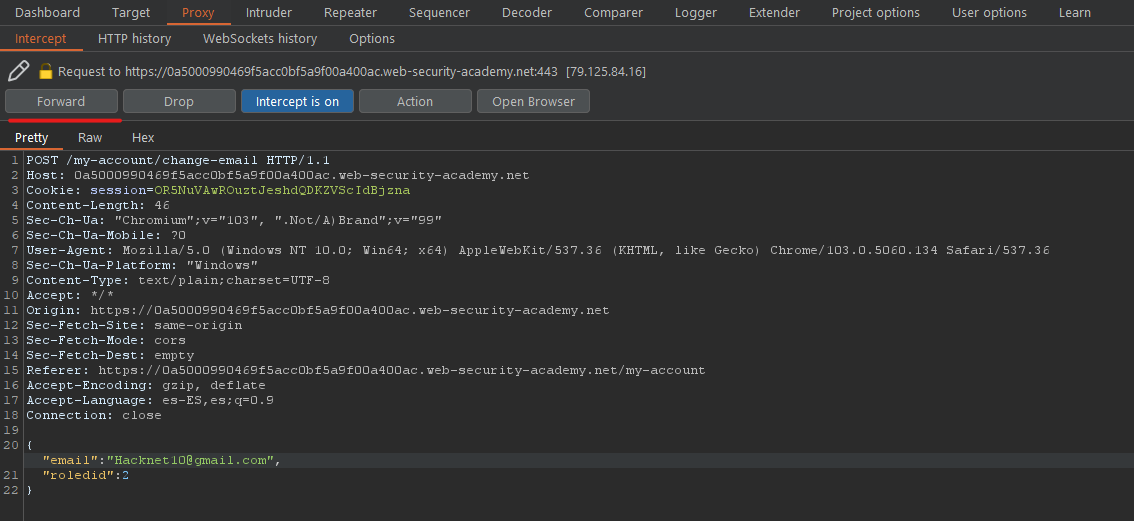 Dashboard Target Proxy Intruder Repeater Sequencer Decoder Comparer Logger Extender Project options User options Learn
Intercept HTTP history WebSockets history Options
Request to https://0a5000990469f5acc0bf5a9f00a400ac.web-security-academy.net:443 [79.125.84.16]
Forward Drop Intercept is on Action Open Browser
Pretty Raw Hex
1 POST /my-account/change-email HTTP/1.1
2 Host: 0a5000990469f5acc0bf5a9f00a400ac.web-security-academy.net
3 Cookie: session=OR5NuVAwROuztJeshdQDKZVScIdBjzna
4 Content-Length: 46
5 Sec-Ch-Ua: "Chromium";v="103", ".Not/A)Brand";v="99"
6 Sec-Ch-Ua-Mobile: ?0
7 User-Agent: Mozilla/5.0 (Windows NT 10.0; Win64; x64) AppleWebKit/537.36 (KHTML, like Gecko) Chrome/103.0.5060.134 Safari/537.36
8 Sec-Ch-Ua-Platform: "Windows"
9 Content-Type: text/plain;charset=UTF-8
10 Accept: */*
11 Origin: https://0a5000990469f5acc0bf5a9f00a400ac.web-security-academy.net
12 Sec-Fetch-Site: same-origin
13 Sec-Fetch-Mode: cors
14 Sec-Fetch-Dest: empty
15 Referer: https://0a5000990469f5acc0bf5a9f00a400ac.web-security-academy.net/my-account
16 Accept-Encoding: gzip, deflate
17 Accept-Language: es-ES,es;q=0.9
18 Connection: close
19
20 {
"email":"Hacknet10@gmail.com",
21 "roledid":2
22 }